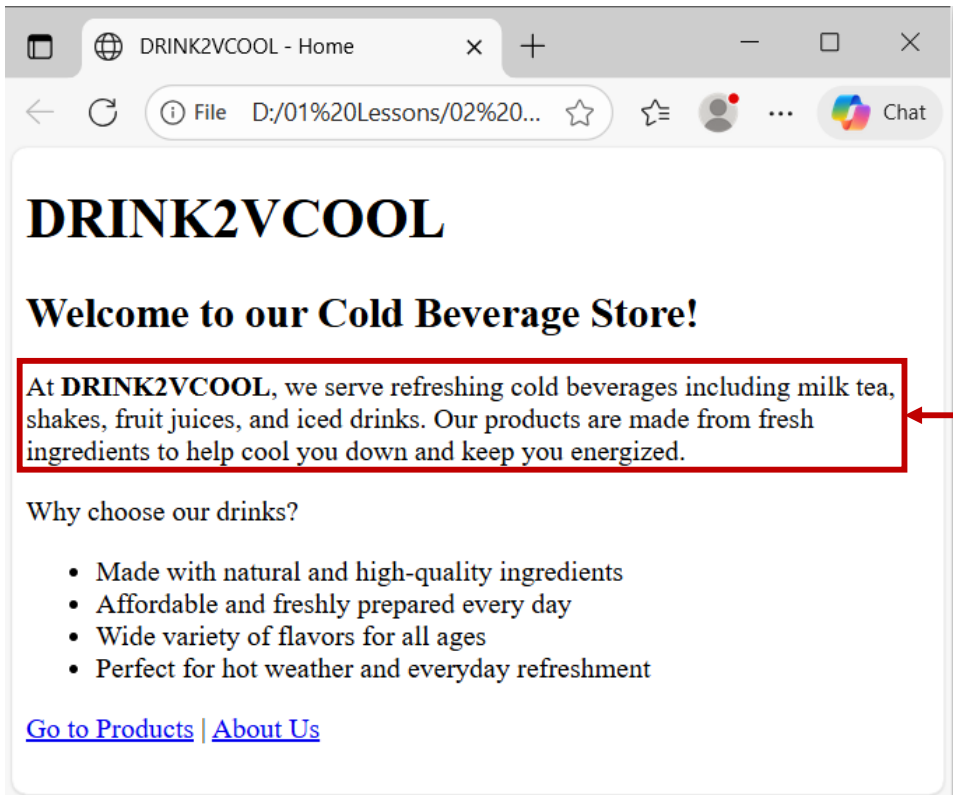 DRINK2VCOOL - Home
File D:/01%20Lessons/02%20...
Chat
DRINK2VCOOL
Welcome to our Cold Beverage Store!
At DRINK2VCOOL, we serve refreshing cold beverages including milk tea,
shakes, fruit juices, and iced drinks. Our products are made from fresh
ingredients to help cool you down and keep you energized.
Why choose our drinks?
• Made with natural and high-quality ingredients
• Affordable and freshly prepared every day
• Wide variety of flavors for all ages
• Perfect for hot weather and everyday refreshment
Go to Products | About Us